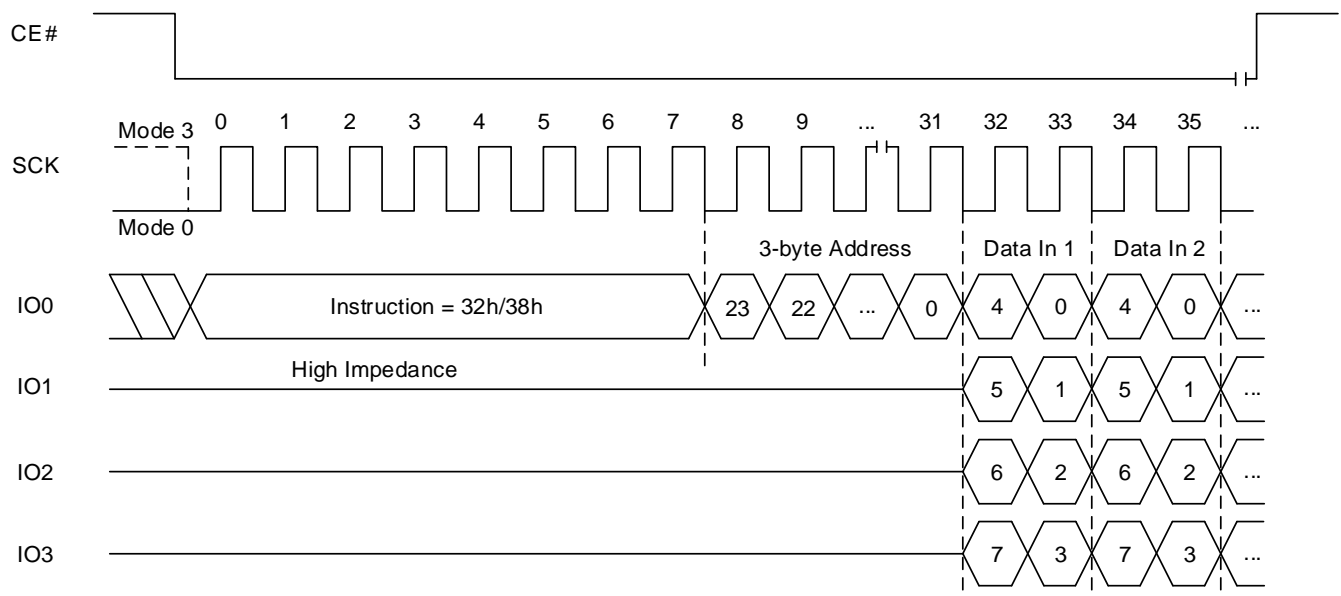 CE#
Mode 3 0 1 2 3 4 5 6 7 8 9 ... 31 32 33 34 35 ...
SCK
Mode 0
3-byte Address Data In 1 Data In 2
IO0 Instruction = 32h/38h 23 22 ... 0 4 0 4 0 ...
High Impedance
IO1 5 1 5 1 ...
IO2 6 2 6 2 ...
IO3 7 3 7 3 ...